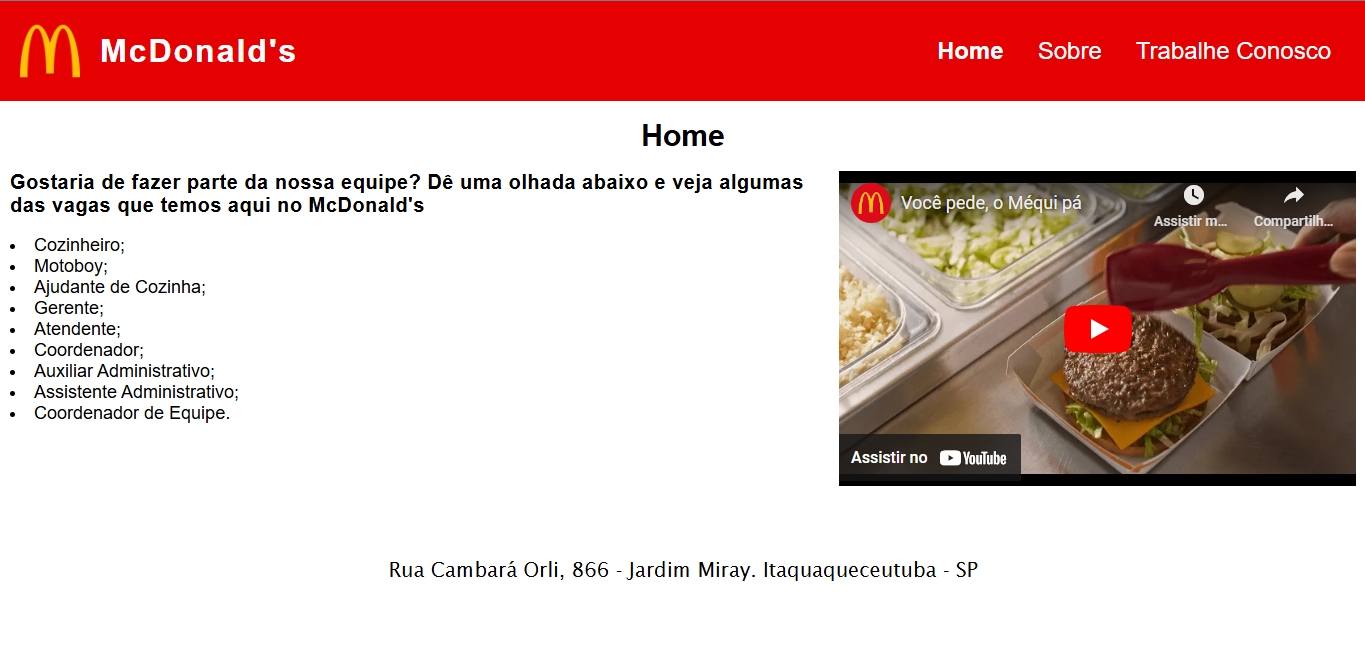 McDonald's
Home
Sobre
Trabalhe Conosco
Home
Gostaria de fazer parte da nossa equipe? Dê uma olhada abaixo e veja algumas
das vagas que temos aqui no McDonald's
• Cozinheiro;
• Motoboy;
• Ajudante de Cozinha;
• Gerente;
• Atendente;
• Coordenador;
• Auxiliar Administrativo;
• Assistente Administrativo;
• Coordenador de Equipe.
Você pede, o Méqui pá
Assistir m...
Compartilh...
Assistir no YouTube
Rua Cambará Orli, 866 - Jardim Miray. Itaquaqueceutuba - SP